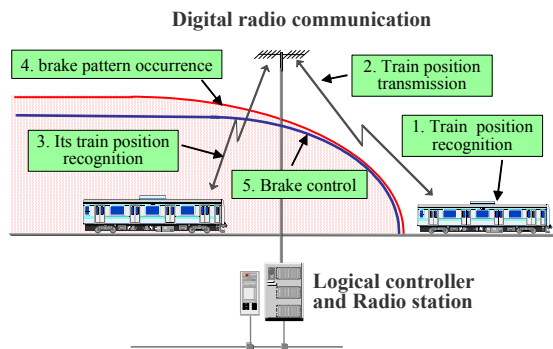 Digital radio communication
4. brake pattern occurrence
2. Train position
transmission
1. Train position
recognition
3. Its train position
recognition
5. Brake control
Logical controller
and Radio station